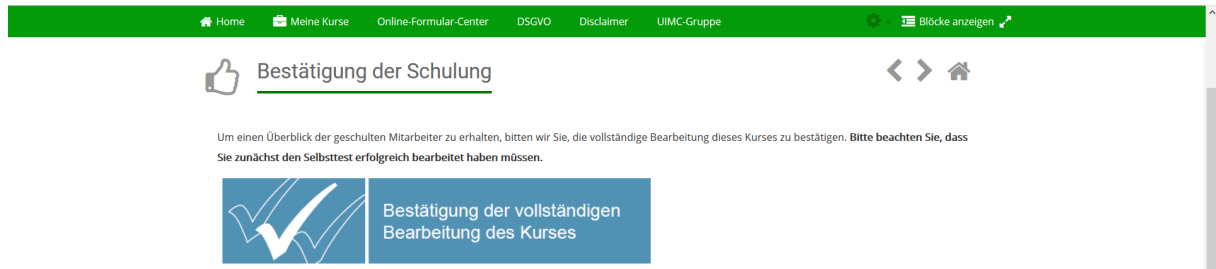 Home Meine Kurse Online-Formular-Center DSGVO Disclaimer UIMC-Gruppe Blöcke anzeigen
Bestätigung der Schulung
Um einen Überblick der geschulten Mitarbeiter zu erhalten, bitten wir Sie, die vollständige Bearbeitung dieses Kurses zu bestätigen. Bitte beachten Sie, dass
Sie zunächst den Selbsttest erfolgreich bearbeitet haben müssen.
Bestätigung der vollständigen
Bearbeitung des Kurses